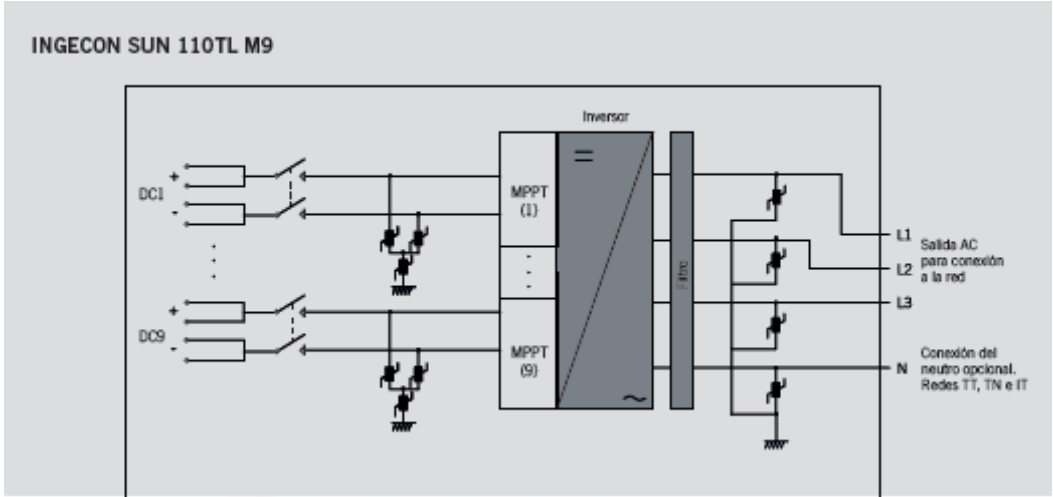 INGECON SUN 110TL M9
Inversor
DC1
+
-
MPPT
(1)
DC9
+
-
MPPT
(9)
Filtro
L1
L2
L3
N
Salida AC
para conexión
a la red
Conexión del
neutro opcional.
Redes TT, TN e IT